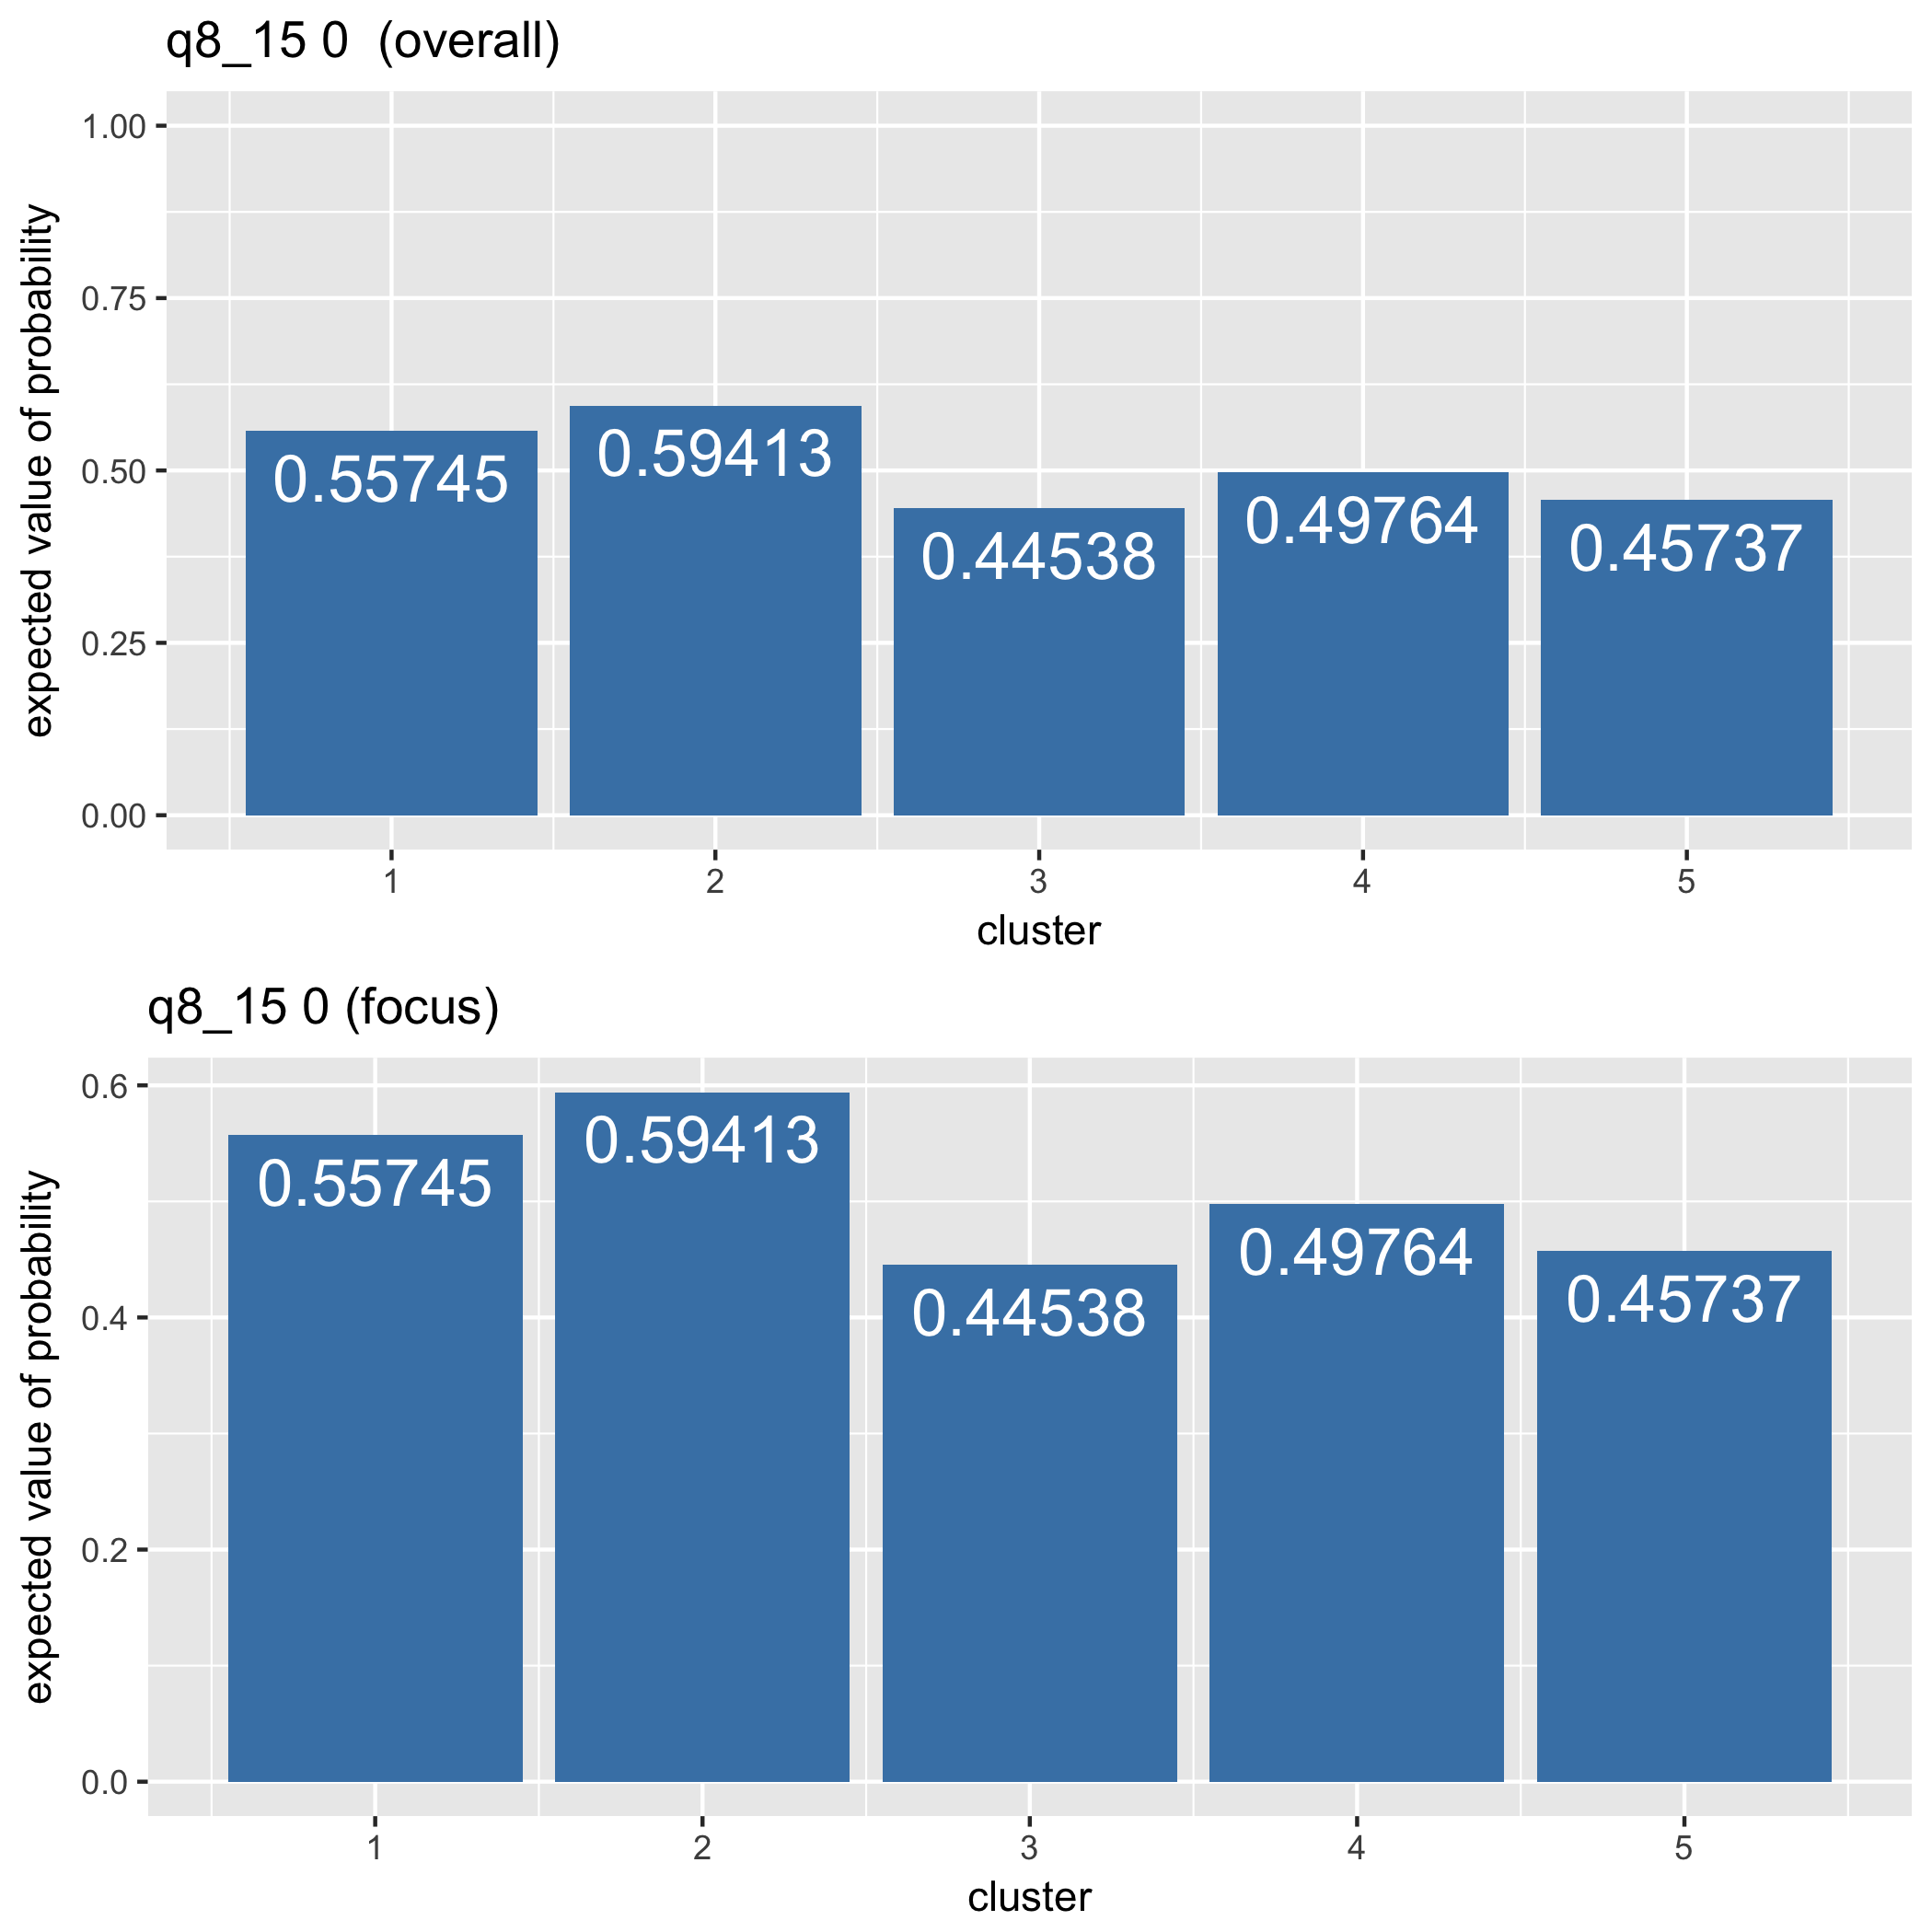 q8_15 0  (overall)
expected value of probability
1.00
0.75
0.50
0.25
0.00
0.55745
0.59413
0.44538
0.49764
0.45737
1 2 3 4 5
cluster
q8_15 0 (focus)
expected value of probability
0.6
0.4
0.2
0.0
0.55745
0.59413
0.44538
0.49764
0.45737
1 2 3 4 5
cluster